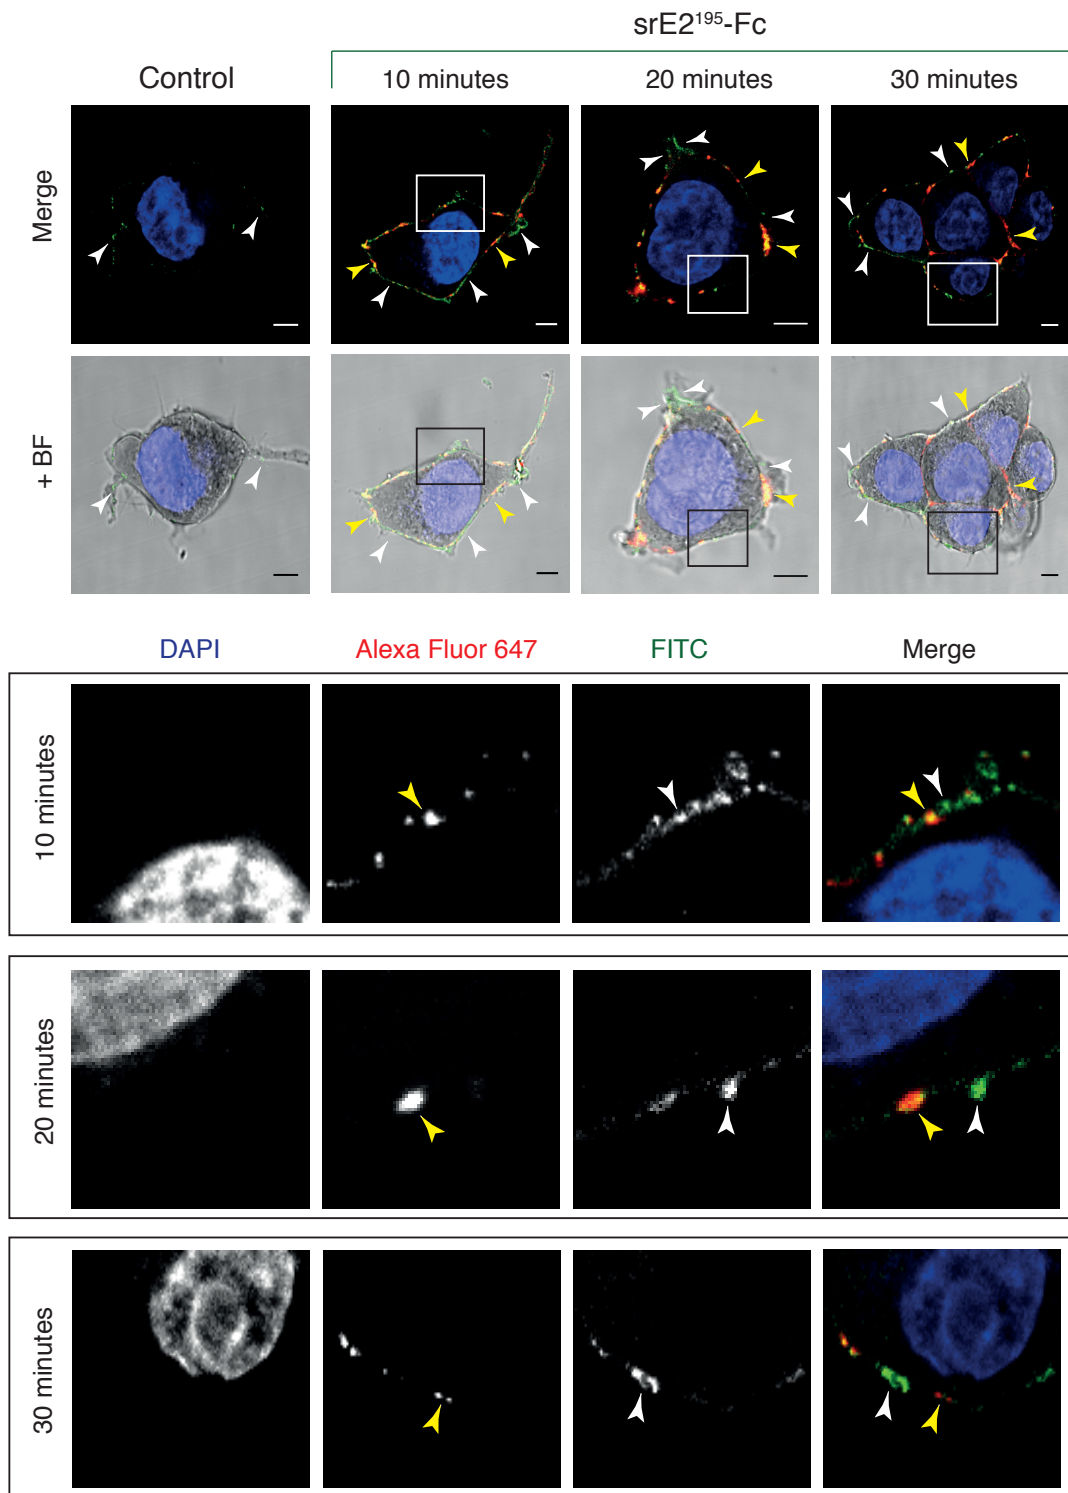 srE2¹⁹⁵-Fc
Control
10 minutes
20 minutes
30 minutes
Merge
+ BF
DAPI
Alexa Fluor 647
FITC
Merge
10 minutes
20 minutes
30 minutes